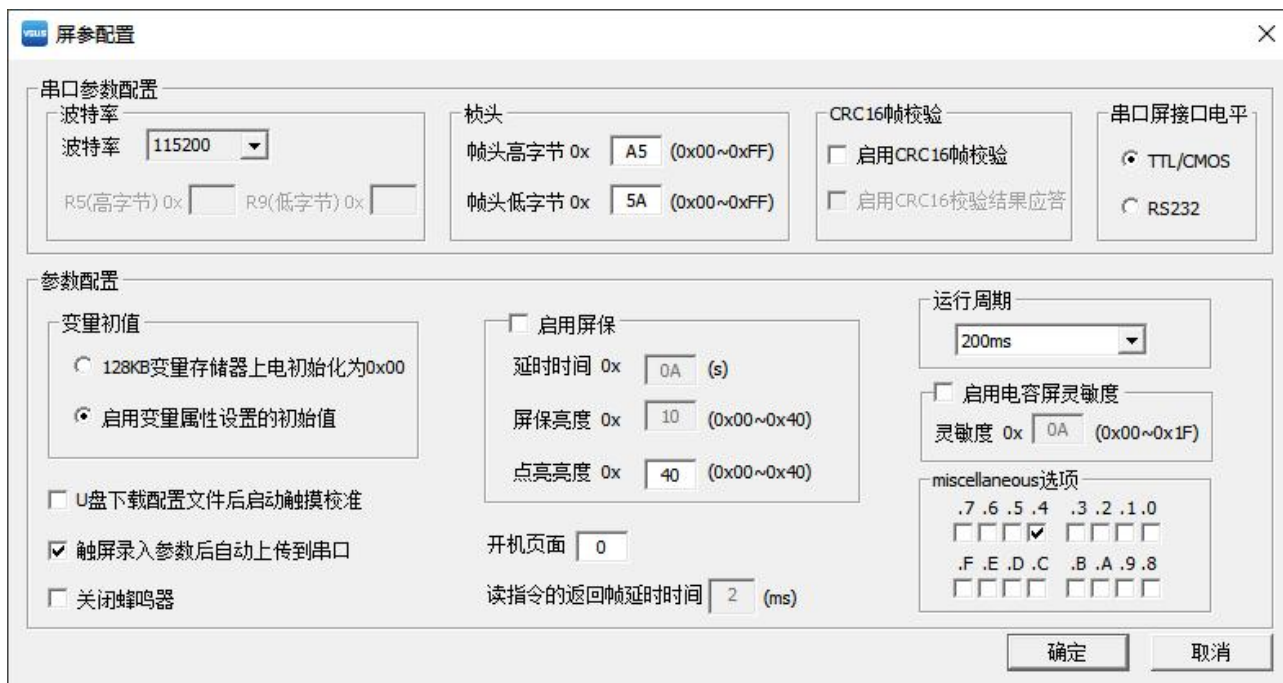 VGUS 屏参配置
串口参数配置
波特率
波特率 115200
R5(高字节) 0x R9(低字节) 0x
桢头
帧头高字节 0x A5 (0x00~0xFF)
帧头低字节 0x 5A (0x00~0xFF)
CRC16帧校验
启用CRC16帧校验
启用CRC16校验结果应答
串口屏接口电平
TTL/CMOS
RS232
参数配置
变量初值
128KB变量存储器上电初始化为0x00
启用变量属性设置的初始值
U盘下载配置文件后启动触摸校准
触屏录入参数后自动上传到串口
关闭蜂鸣器
启用屏保
延时时间 0x 0A (s)
屏保亮度 0x 10 (0x00~0x40)
点亮亮度 0x 40 (0x00~0x40)
开机页面 0
读指令的返回帧延时时间 2 (ms)
运行周期
200ms
启用电容屏灵敏度
灵敏度 0x 0A (0x00~0x1F)
miscellaneous选项
.7 .6 .5 .4 .3 .2 .1 .0
.F .E .D .C .B .A .9 .8
确定 取消